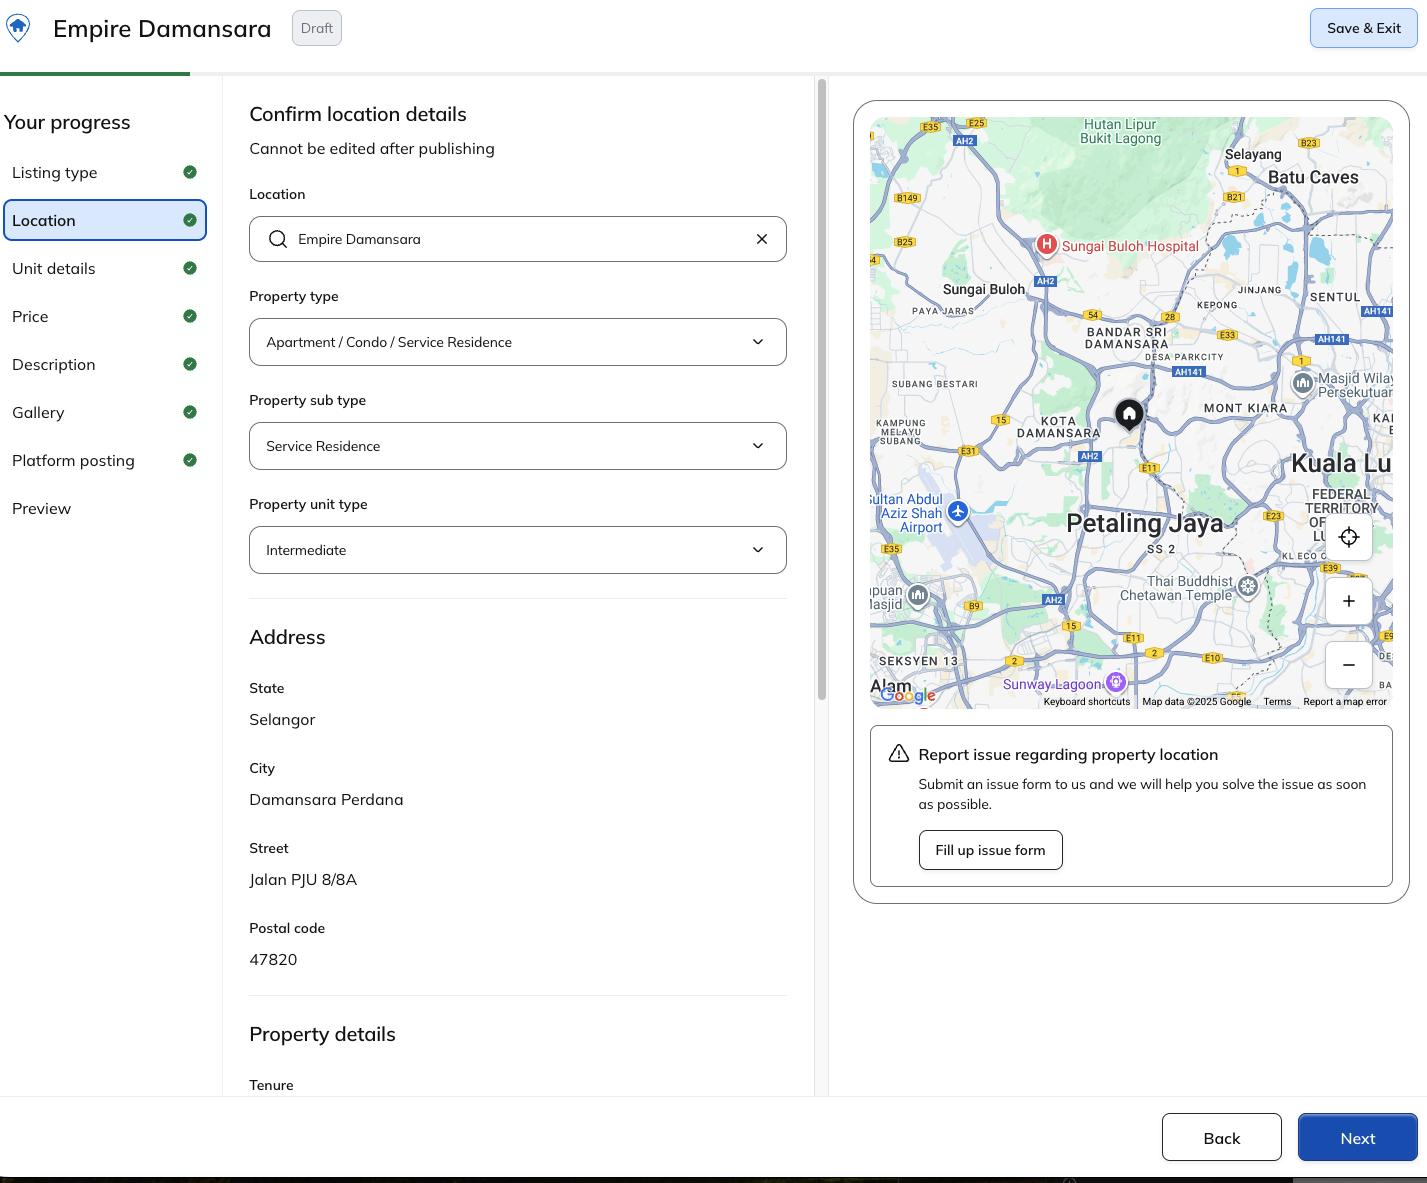 Empire Damansara
Draft
Save & Exit
Your progress
Listing type
Location
Unit details
Price
Description
Gallery
Platform posting
Preview
Confirm location details
Cannot be edited after publishing
Location
Empire Damansara
Property type
Apartment / Condo / Service Residence
Property sub type
Service Residence
Property unit type
Intermediate
Address
State
Selangor
City
Damansara Perdana
Street
Jalan PJU 8/8A
Postal code
47820
Property details
Tenure
E35
E25
AH2
Hutan Lipur
Bukit Lagong
Selayang
B23
1
Batu Caves
B149
B21
B25
H
Sungai Buloh Hospital
54
AH2
Sungai Buloh
JINJANG
SENTUL
KEPONG
PAYA JARAS
AH141
54
28
BANDAR SRI
DAMANSARA
E33
AH141
DESA PARKCITY
1
AH141
SUBANG BESTARI
Masjid Wilay
Persekutuan
MONT KIARA
15
KOTA
DAMANSARA
KAMPUNG
MELAYU
SUBANG
E31
AH2
E11
Kuala Lu
FEDERAL
TERRITORY
OF
Sultan Abdul
Aziz Shah
Airport
Petaling Jaya
E23
SS 2
E35
KL ECO C
E39
Thai Buddhist
Chetawan Temple
Masjid
B9
AH2
15
E11
2
E10
SEKSYEN 13
2
Sunway Lagoon
Alam
Google
Keyboard shortcuts
Map data ©2025 Google
Terms
Report a map error
Report issue regarding property location
Submit an issue form to us and we will help you solve the issue as soon
as possible.
Fill up issue form
Back
Next